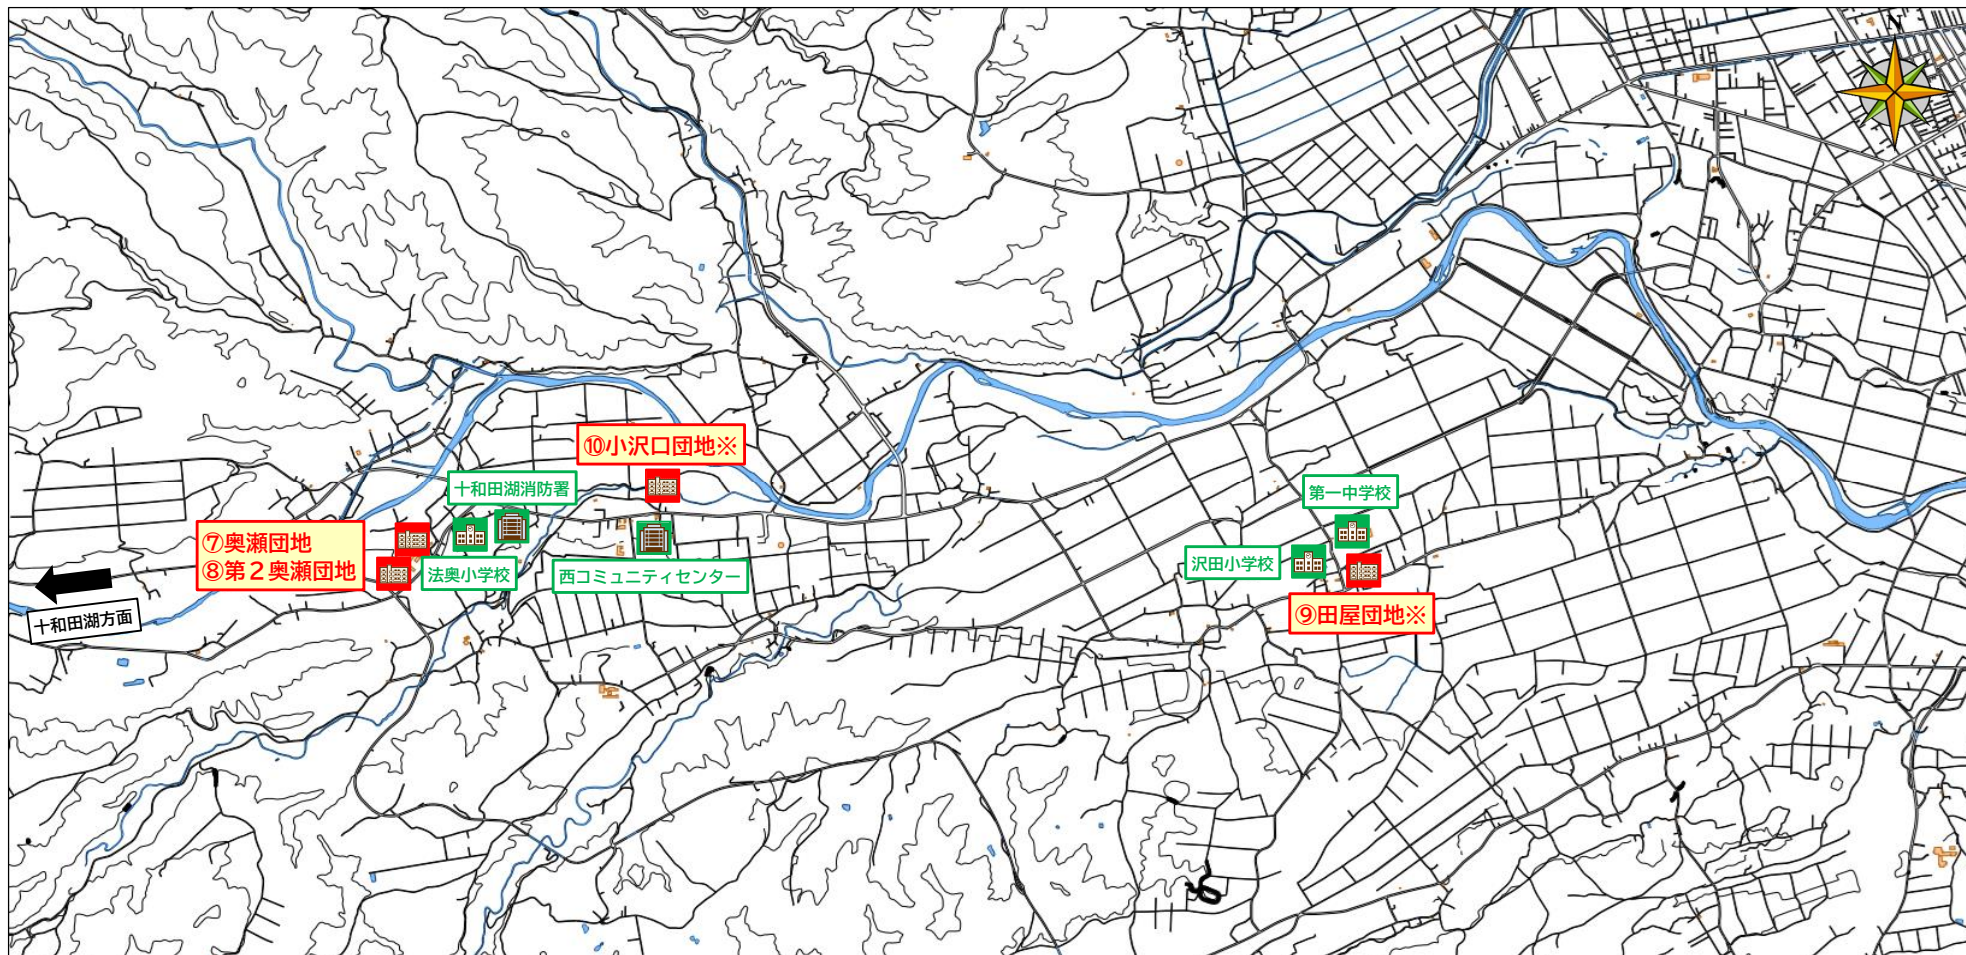 N
⑩小沢口団地※
十和田湖消防署
第一中学校
⑦奥瀬団地
⑧第2奥瀬団地
法奥小学校
西コミュニティセンター
沢田小学校
⑨田屋団地※
十和田湖方面